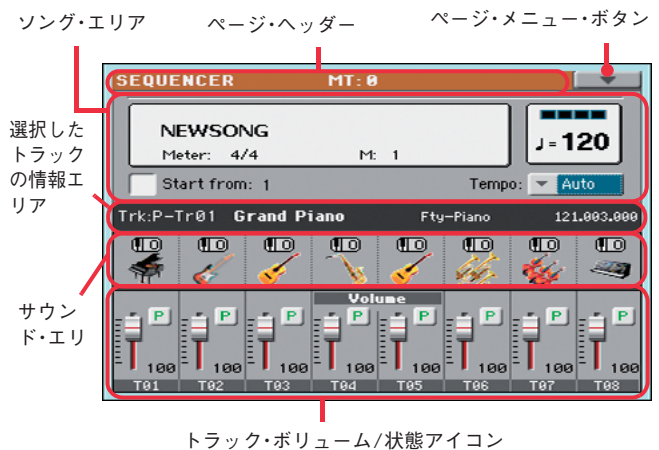 ソング・エリア
ページ・ヘッダー
ページ・メニュー・ボタン
SEQUENCER MT: 0
NEWSONG
Meter: 4/4 M: 1
♩=120
Start from: 1 Tempo: Auto
選択した
トラック
の情報エ
リア
Trk:P-Tr01 Grand Piano Fty-Piano 121.003.000
サウン
ド・エリ
Volume
P P P P P P P P
100 100 100 100 100 100 100 100
T01 T02 T03 T04 T05 T06 T07 T08
トラック・ボリューム/状態アイコン